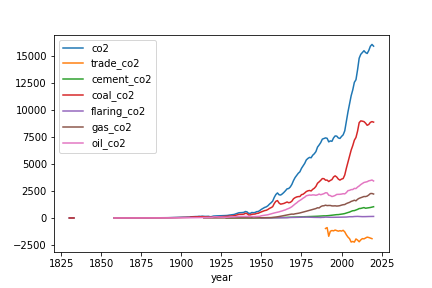 co2
trade_co2
cement_co2
coal_co2
flaring_co2
gas_co2
oil_co2
15000
12500
10000
7500
5000
2500
0
−2500
1825 1850 1875 1900 1925 1950 1975 2000 2025
year